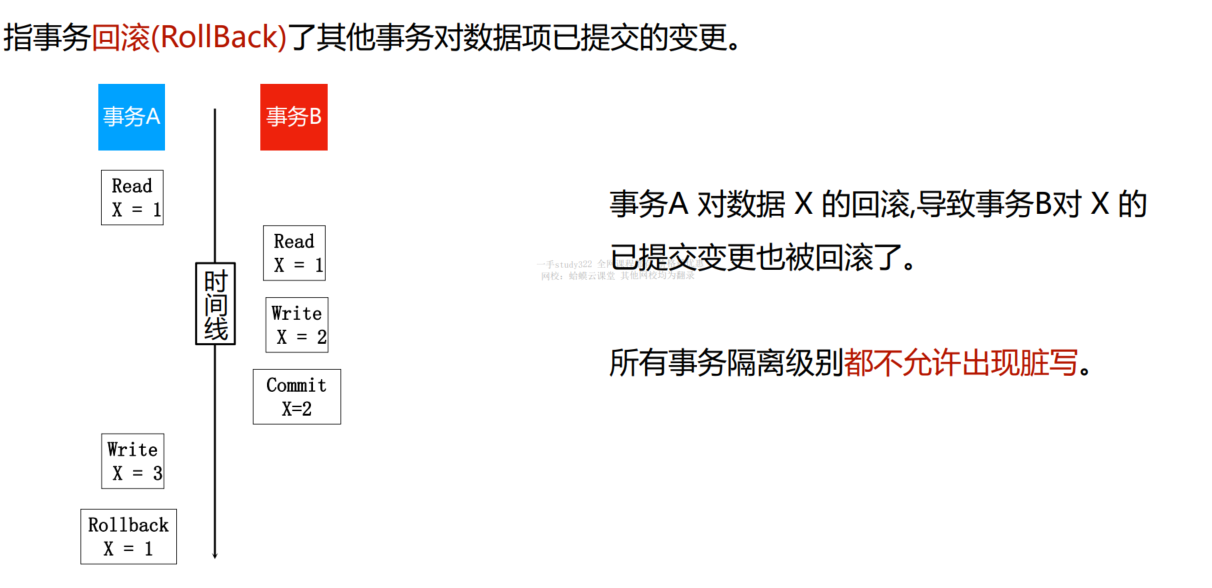 指事务回滚(RollBack)了其他事务对数据项已提交的变更。
事务A
事务B
Read
X = 1
Read
X = 1
时间线
Write
X = 2
Commit
X=2
Write
X = 3
Rollback
X = 1
事务A 对数据 X 的回滚,导致事务B对 X 的
已提交变更也被回滚了。
一手study322
网校: 蛤蟆云课堂 其他网校均为翻录
所有事务隔离级别都不允许出现脏写。